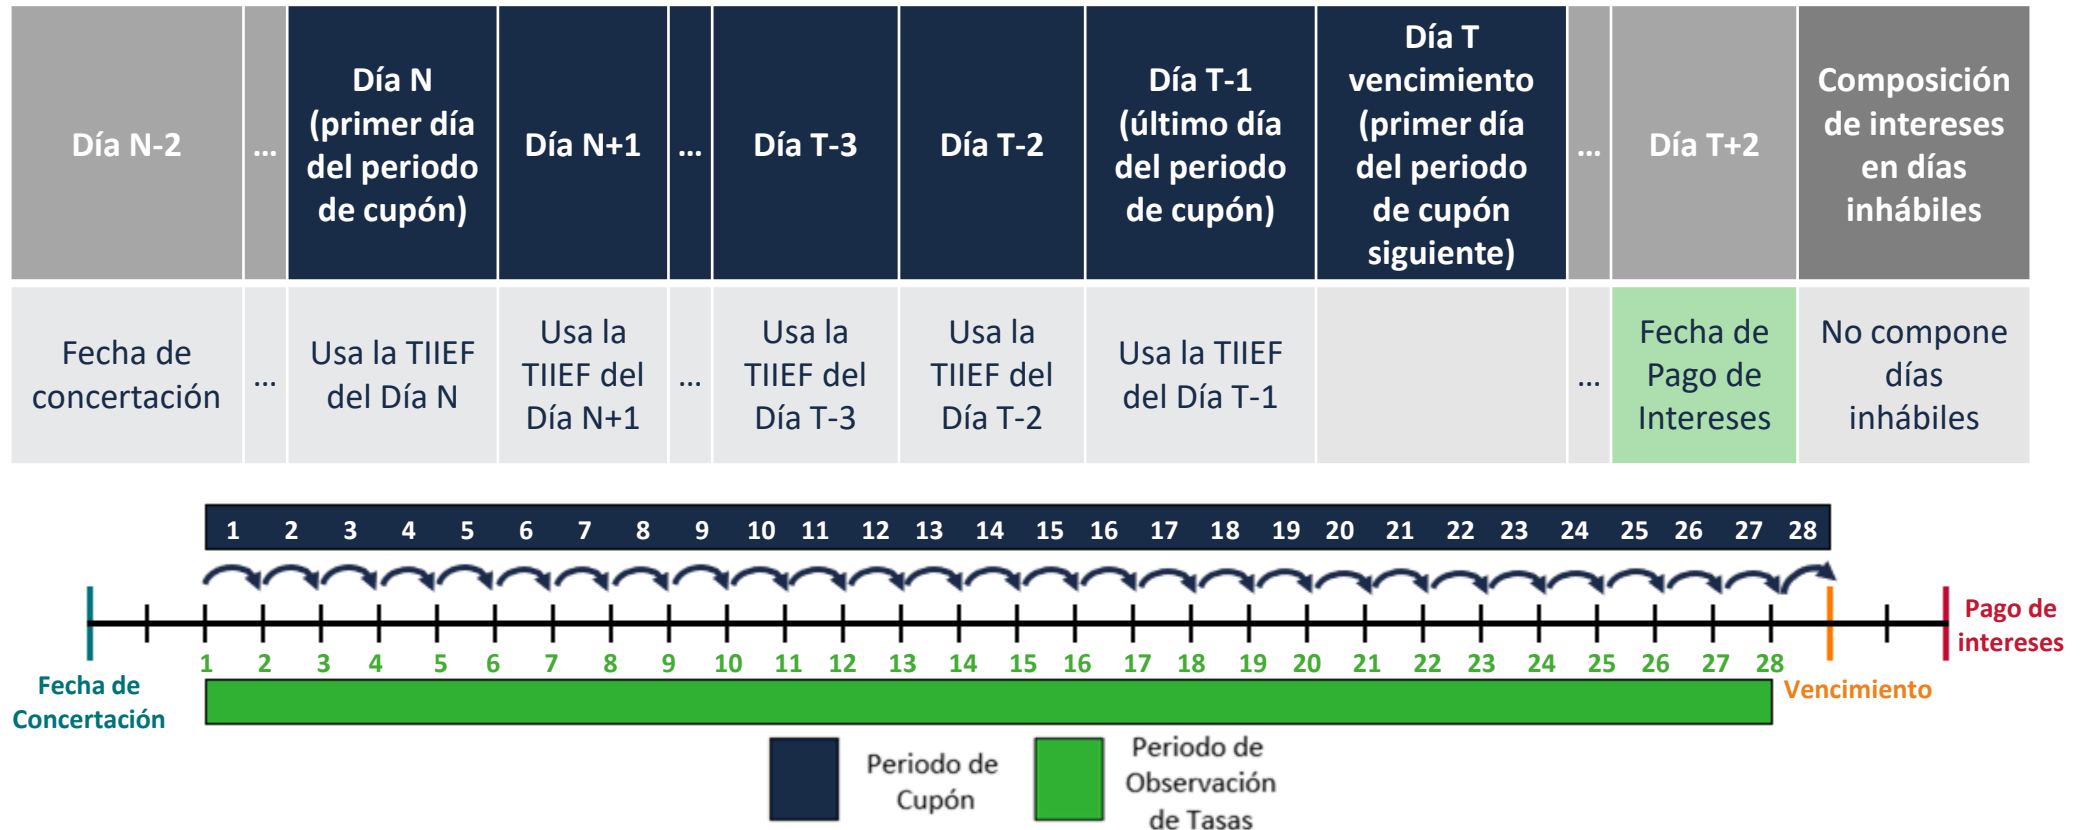 Día N-2
...
Día N
(primer día
del periodo
de cupón)
Día N+1
...
Día T-3
Día T-2
Día T-1
(último día
del periodo
de cupón)
Día T
vencimiento
(primer día
del periodo
de cupón
siguiente)
...
Día T+2
Composición
de intereses
en días
inhábiles
Fecha de
concertación
...
Usa la TIIEF
del Día N
Usa la
TIIEF del
Día N+1
...
Usa la
TIIEF del
Día T-3
Usa la
TIIEF del
Día T-2
Usa la TIIEF
del Día T-1
...
Fecha de
Pago de
Intereses
No compone
días
inhábiles
1 2 3 4 5 6 7 8 9 10 11 12 13 14 15 16 17 18 19 20 21 22 23 24 25 26 27 28
Pago de
intereses
1 2 3 4 5 6 7 8 9 10 11 12 13 14 15 16 17 18 19 20 21 22 23 24 25 26 27 28
Fecha de
Concertación
Vencimiento
Periodo de
Cupón
Periodo de
Observación
de Tasas